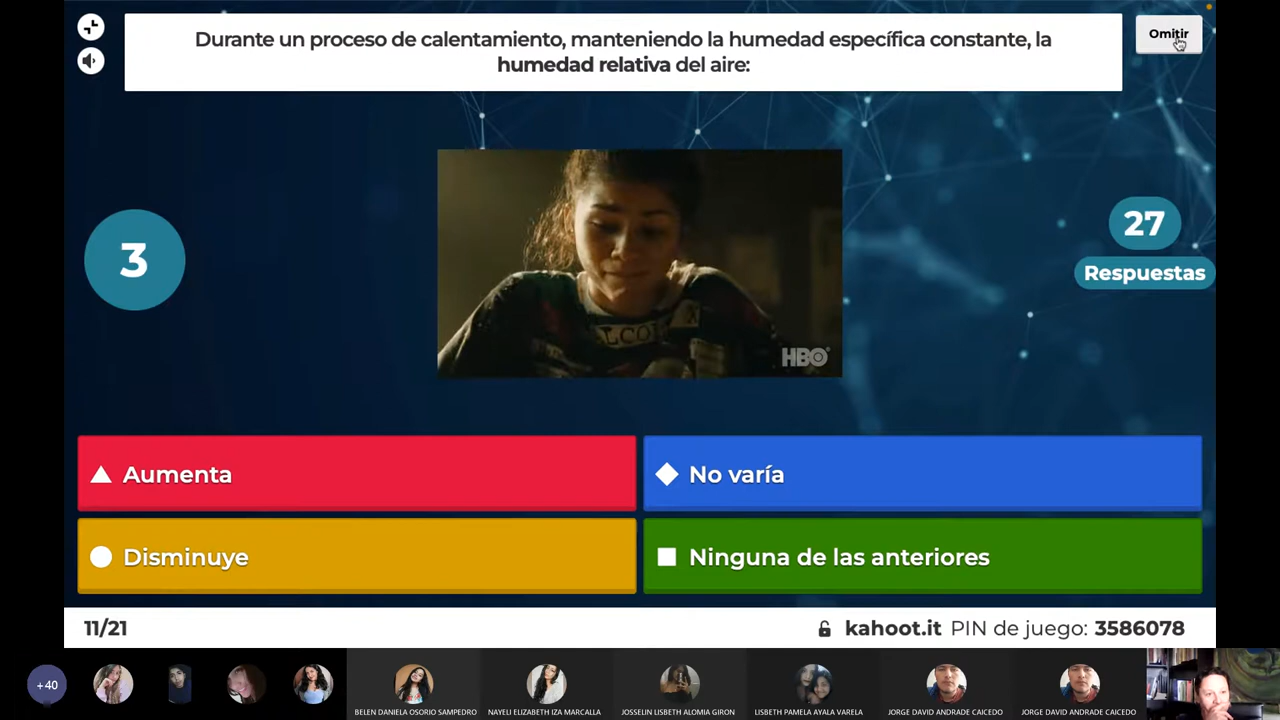 Durante un proceso de calentamiento, manteniendo la humedad específica constante, la
humedad relativa del aire:
Omitir
3
27
Respuestas
HBO
Aumenta
No varía
Disminuye
Ninguna de las anteriores
11/21
kahoot.it PIN de juego: 3586078
+40
BELEN DANIELA OSORIO SAMPEDRO
NAYELI ELIZABETH IZA MARCALLA
JOSSELIN LISBETH ALOMIA GIRON
LISBETH PAMELA AYALA VARELA
JORGE DAVID ANDRADE CAICEDO
JORGE DAVID ANDRADE CAICEDO